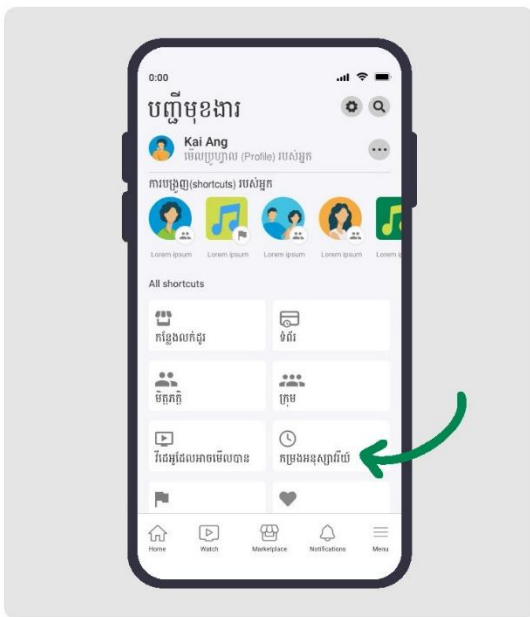 0:00
បញ្ជីមុខងារ
Kai Ang
មើលប្រូហ្វាល (Profile) របស់អ្នក
ការបង្រួញ(shortcuts) របស់អ្នក
Lorem ipsum Lorem ipsum Lorem ipsum Lorem ipsum Lorem
All shortcuts
កន្លែងលក់ដូរ ទំព័រ
មិត្តភក្តិ ក្រុម
វីដេអូដែលអាចមើលបាន កម្រងអនុស្សាវរីយ៍
Home Watch Marketplace Notifications Menu